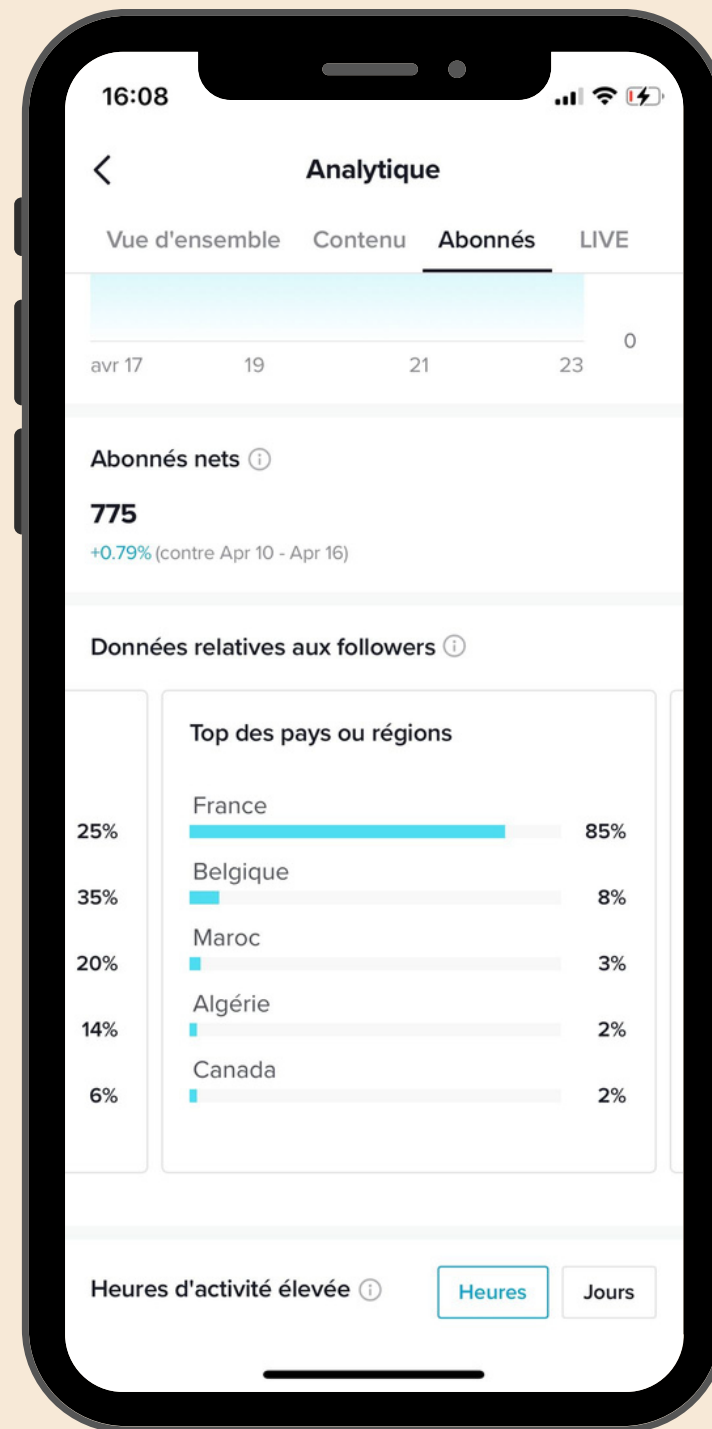 16:08
Analytique
Vue d'ensemble Contenu Abonnés LIVE
0
avr 17 19 21 23
Abonnés nets
775
+0.79% (contre Apr 10 - Apr 16)
Données relatives aux followers
Top des pays ou régions
France
25% 85%
Belgique
35% 8%
Maroc
20% 3%
Algérie
14% 2%
Canada
6% 2%
Heures d'activité élevée Heures Jours